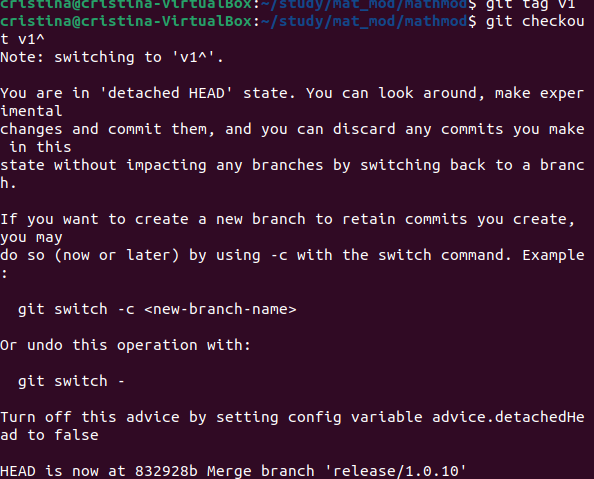 cristina@cristina-VirtualBox:~/study/mat_mod/mathmod$ git tag v1
cristina@cristina-VirtualBox:~/study/mat_mod/mathmod$ git checkou
t v1^
Note: switching to 'v1^'.

You are in 'detached HEAD' state. You can look around, make exper
imental
changes and commit them, and you can discard any commits you make
 in this
state without impacting any branches by switching back to a branc
h.

If you want to create a new branch to retain commits you create,
you may
do so (now or later) by using -c with the switch command. Example
:

  git switch -c <new-branch-name>

Or undo this operation with:

  git switch -

Turn off this advice by setting config variable advice.detachedHe
ad to false

HEAD is now at 832928b Merge branch 'release/1.0.10'